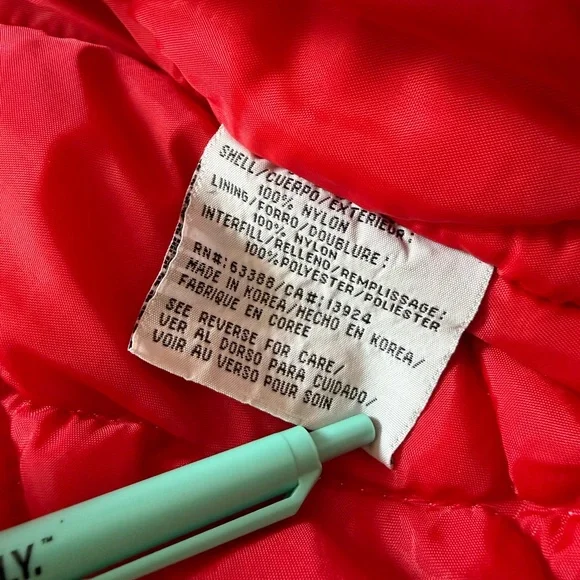 SHELL/CUERPO/EXTERIEUR:
100% NYLON
LINING/FORRO/DOUBLURE:
100% NYLON
INTERFILL/RELLENO/REMPLISSAGE:
100%POLYESTER/POLIESTER
RN#:63388/CA#:13924
MADE IN KOREA/HECHO EN KOREA/
FABRIQUE EN COREE
SEE REVERSE FOR CARE/
VER AL DORSO PARA CUIDADO/
VOIR AU VERSO POUR SOIN
LY.™